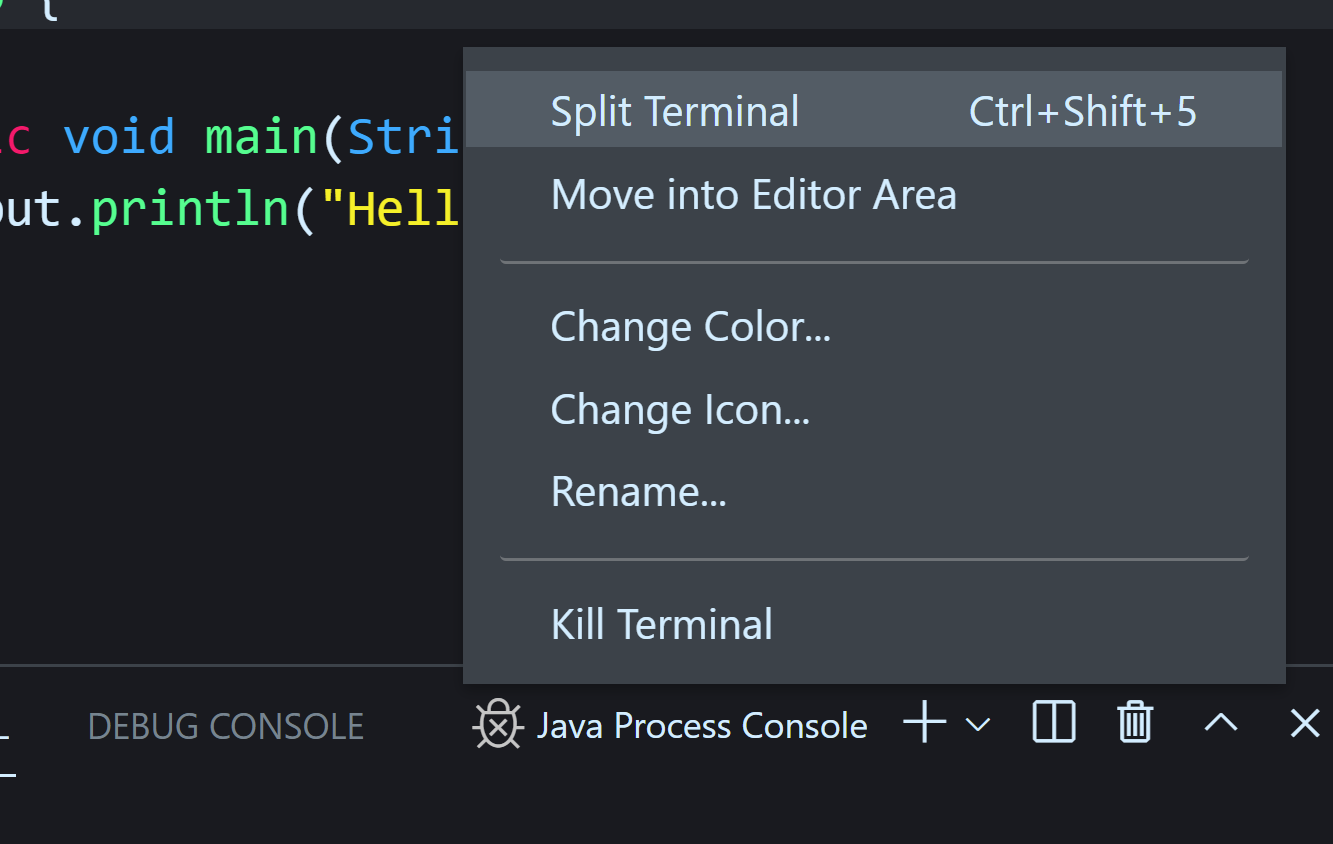 {
void main(Stri
out.println("Hell
Split Terminal Ctrl+Shift+5
Move into Editor Area
Change Color...
Change Icon...
Rename...
Kill Terminal
DEBUG CONSOLE Java Process Console